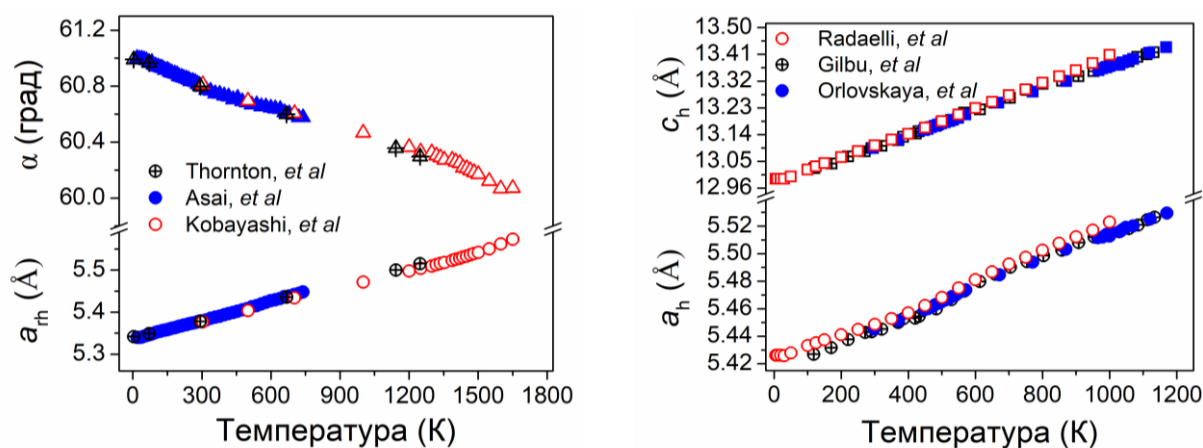 61.2
60.8
60.4
60.0
α (град)
Thornton, et al
Asai, et al
Kobayashi, et al
5.5
5.3
a_rh (Å)
0 300 600 900 1200 1500 1800
Температура (К)
13.50
13.41
13.32
13.23
13.14
13.05
12.96
c_h (Å)
Radaelli, et al
Gilbu, et al
Orlovskaya, et al
5.52
5.50
5.48
5.46
5.44
5.42
a_h (Å)
0 200 400 600 800 1000 1200
Температура (К)